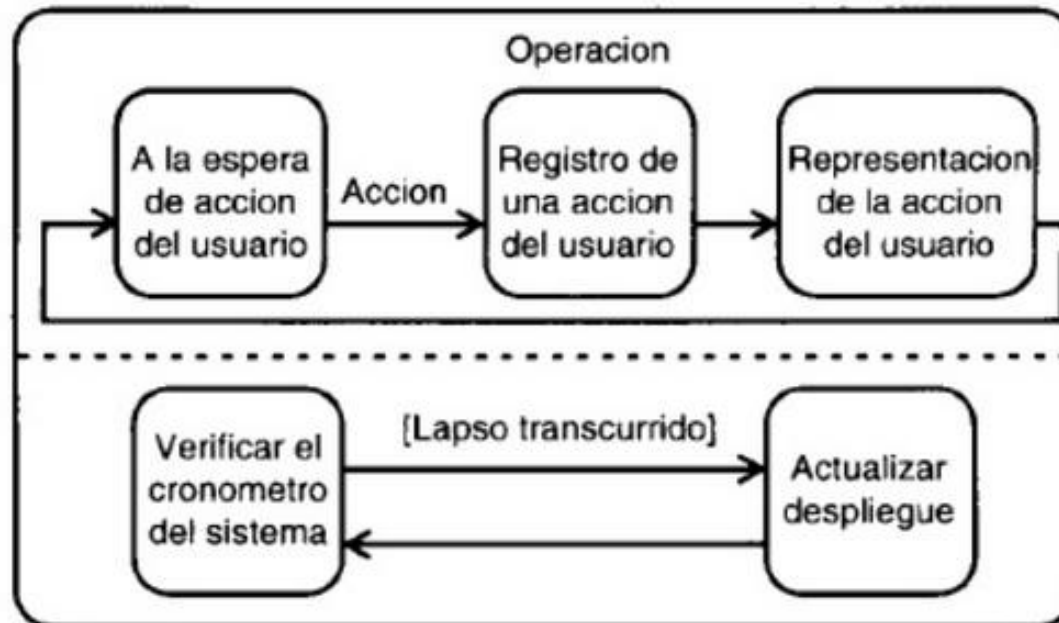 Operacion
A la espera
de accion
del usuario
Accion
Registro de
una accion
del usuario
Representacion
de la accion
del usuario
Verificar el
cronometro
del sistema
[Lapso transcurrido]
Actualizar
despliegue